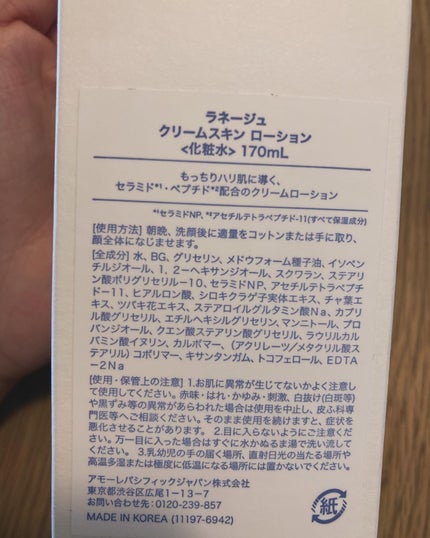 ラネージュ
クリームスキン ローション
<化粧水> 170mL
もっちりハリ肌に導く、
セラミド*¹・ペプチド*²配合のクリームローション
*¹セラミドNP、*²アセチルテトラペプチド-11(すべて保湿成分)
[使用方法] 朝晩、洗顔後に適量をコットンまたは手に取り、
顔全体になじませます。
[全成分] 水、BG、グリセリン、メドウフォーム種子油、イソペン
チルジオール、1，2－ヘキサンジオール、スクワラン、ステアリ
ン酸ポリグリセリル－10、セラミドNP、アセチルテトラペプチ
ド－11、ヒアルロン酸、シロキクラゲ子実体エキス、チャ葉エ
キス、ツバキ花エキス、ステアロイルグルタミン酸Na、カプリ
ル酸グリセリル、エチルヘキシルグリセリン、マンニトール、プロ
パンジオール、クエン酸ステアリン酸グリセリル、ラウリルカル
バミン酸イヌリン、カルボマー、（アクリレーツ/メタクリル酸ス
テアリル）コポリマー、キサンタンガム、トコフェロール、EDTA
－2Na
[使用・保管上の注意] 1.お肌に異常が生じてないかよく注意し
て使用してください。赤味・はれ・かゆみ・刺激、白抜け(白斑等)
や黒ずみ等の異常があらわれた場合は使用を中止し、皮ふ科専
門医等へご相談ください。そのまま使用を続けますと、症状を
悪化させることがあります。 2.目に入らないようにご注意くださ
い。万一目に入った場合はすぐに水かぬるま湯で洗い流して
ください。 3.乳幼児の手の届く場所、直射日光の当たる場所や
高温多湿または極度に低温になる場所には置かないでください。
アモーレパシフィックジャパン株式会社
東京都渋谷区広尾1－13－7
お問い合わせ先：0120-239-857
MADE IN KOREA (11197-6942)
紙